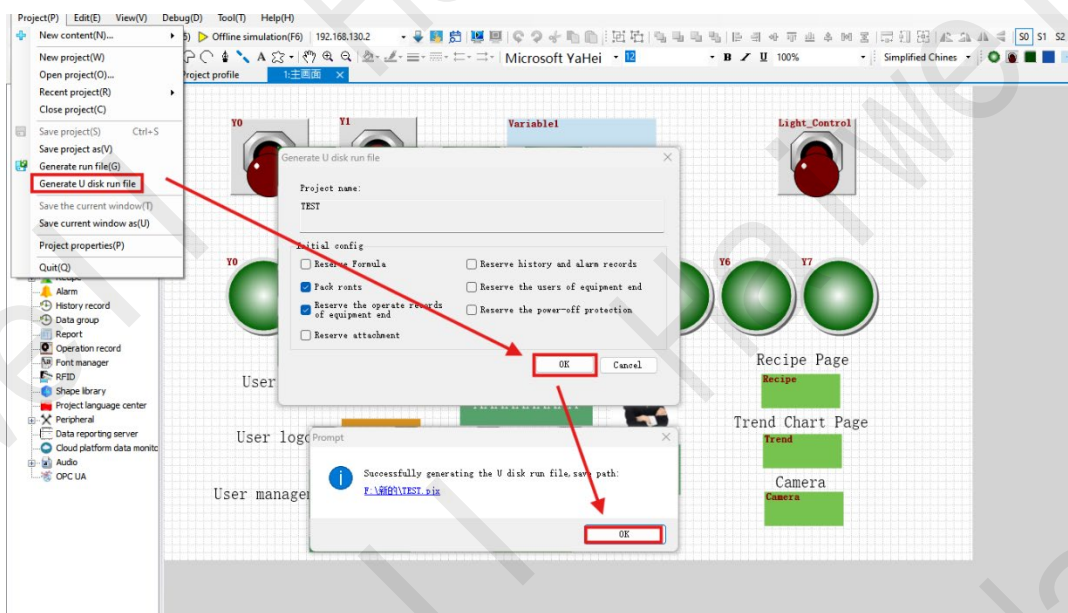 Project(P) Edit(E) View(V) Debug(D) Tool(T) Help(H)
Offline simulation(F6) 192.168.130.2 S0 S1 S2
Microsoft YaHei 12 B I U 100% Simplified Chines
Project profile 1:主画面 ×
New content(N)...
New project(W)
Open project(O)...
Recent project(R)
Close project(C)
Save project(S) Ctrl+S
Save project as(V)
Generate run file(G)
Generate U disk run file
Save the current window(T)
Save current window as(U)
Project properties(P)
Quit(Q)
Recipe
Alarm
History record
Data group
Report
Operation record
Font manager
RFID
Shape library
Project language center
Peripheral
Data reporting server
Cloud platform data monitc
Audio
OPC UA
Y0 Y1 Variable1 Light_Control
Generate U disk run file
Project name:
TEST
Initial config
Reserve Formula
Reserve history and alarm records
Pack ronts
Reserve the users of equipment end
Reserve the operate records
of equipment end
Reserve the power-off protection
Reserve attachment
OK Cancel
Y0 Y6 Y7
User
User logo
User manager
Recipe Page
Recipe
Trend Chart Page
Trend
Camera
Camera
Prompt
Successfully generating the U disk run file,save path:
F:\新的\TEST.pix
OK